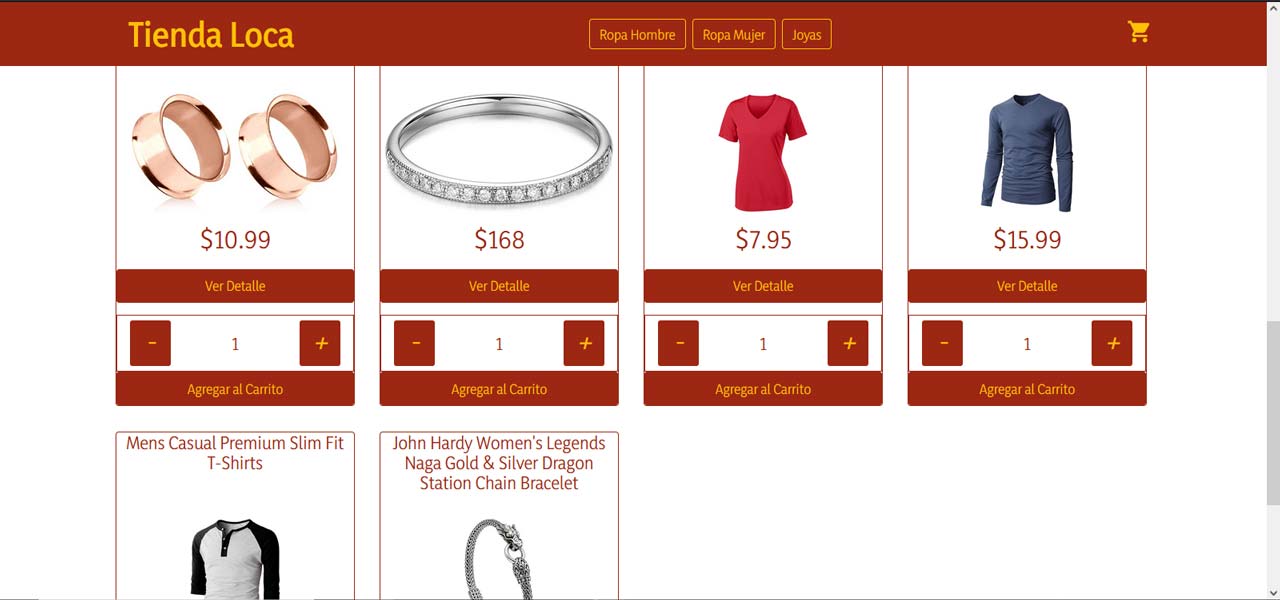 Tienda Loca
Ropa Hombre
Ropa Mujer
Joyas
$10.99
$168
$7.95
$15.99
Ver Detalle
Ver Detalle
Ver Detalle
Ver Detalle
- 1 +
- 1 +
- 1 +
- 1 +
Agregar al Carrito
Agregar al Carrito
Agregar al Carrito
Agregar al Carrito
Mens Casual Premium Slim Fit
T-Shirts
John Hardy Women's Legends
Naga Gold & Silver Dragon
Station Chain Bracelet